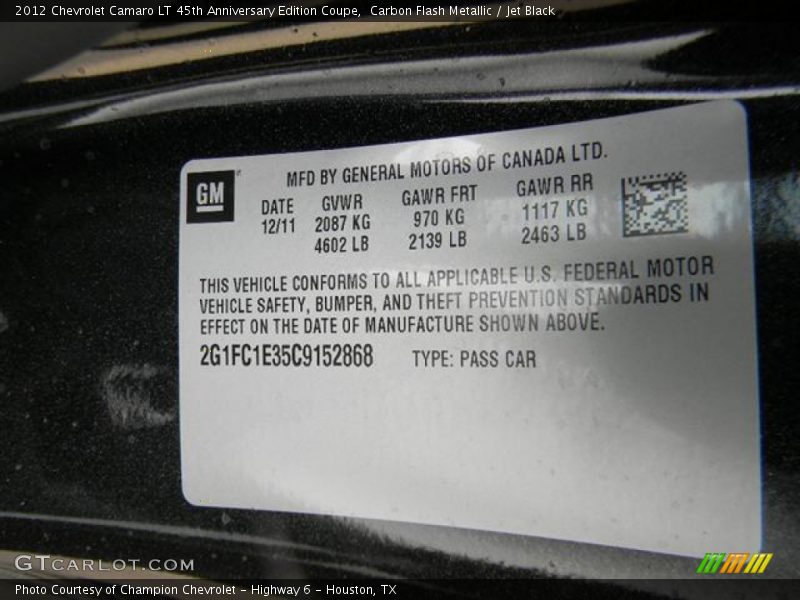 2012 Chevrolet Camaro LT 45th Anniversary Edition Coupe,  Carbon Flash Metallic / Jet Black
GM
MFD BY GENERAL MOTORS OF CANADA LTD.
DATE GVWR GAWR FRT GAWR RR
12/11 2087 KG 970 KG 1117 KG
4602 LB 2139 LB 2463 LB
THIS VEHICLE CONFORMS TO ALL APPLICABLE U.S. FEDERAL MOTOR
VEHICLE SAFETY, BUMPER, AND THEFT PREVENTION STANDARDS IN
EFFECT ON THE DATE OF MANUFACTURE SHOWN ABOVE.
2G1FC1E35C9152868 TYPE: PASS CAR
GTCARLOT.COM
Photo Courtesy of Champion Chevrolet - Highway 6 - Houston, TX